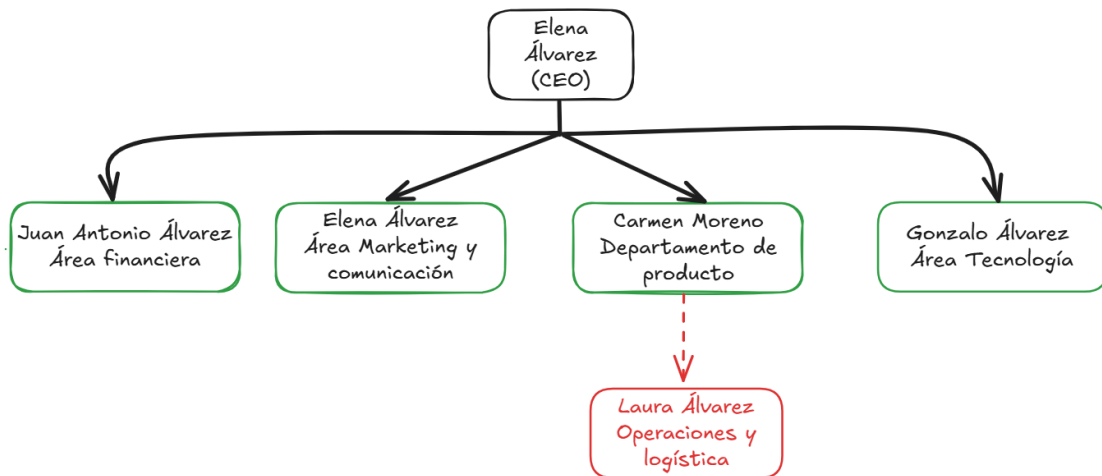 Elena
Álvarez
(CEO)
Juan Antonio Álvarez
Área financiera
Elena Álvarez
Área Marketing y
comunicación
Carmen Moreno
Departamento de
producto
Gonzalo Álvarez
Área Tecnología
Laura Álvarez
Operaciones y
logística